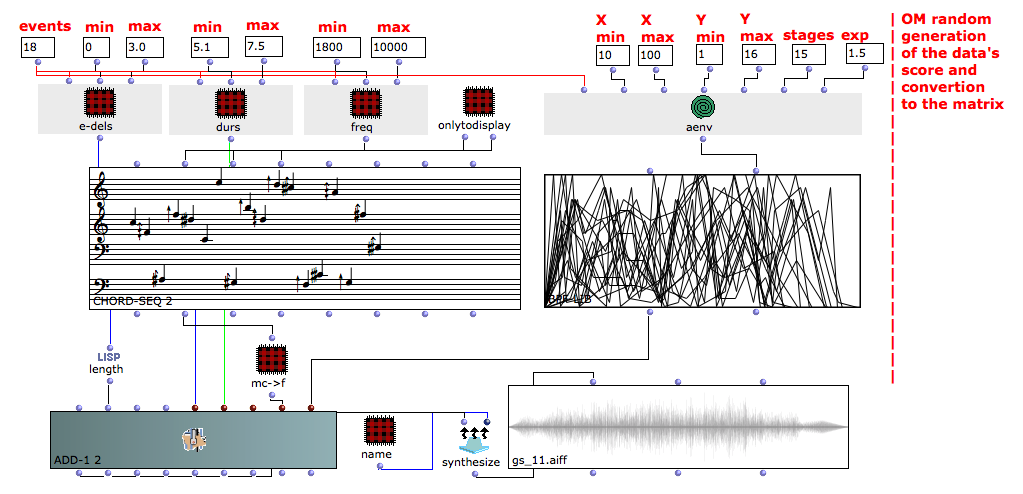 events min max min max min max
18 0 3.0 5.1 7.5 1800 10000
X X Y Y
min max min max stages exp
10 100 1 16 15 1.5
OM random
generation
of the data's
score and
convertion
to the matrix
e-dels durs freq onlytodisplay aenv
CHORD-SEQ 2
LISP
length
mc->f
ADD-1 2
name
synthesize
gs_11.aiff